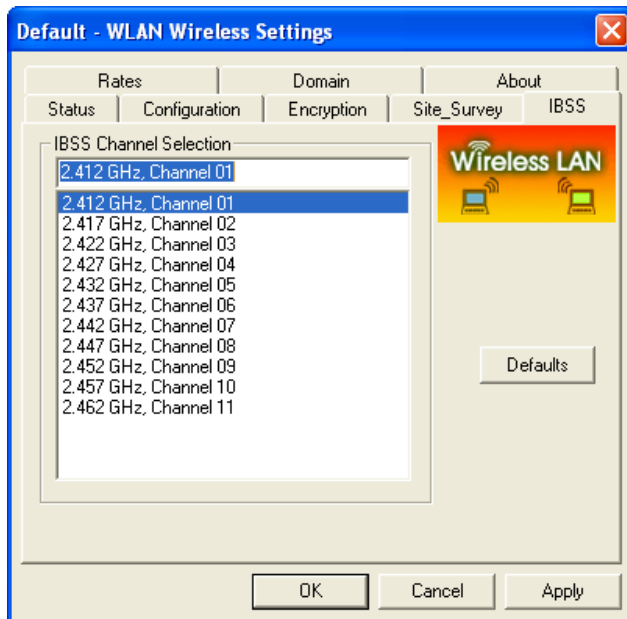 Default - WLAN Wireless Settings
Rates Domain About
Status Configuration Encryption Site_Survey IBSS
IBSS Channel Selection
Wireless LAN
2.412 GHz, Channel 01
2.412 GHz, Channel 01
2.417 GHz, Channel 02
2.422 GHz, Channel 03
2.427 GHz, Channel 04
2.432 GHz, Channel 05
2.437 GHz, Channel 06
2.442 GHz, Channel 07
2.447 GHz, Channel 08
2.452 GHz, Channel 09
2.457 GHz, Channel 10
2.462 GHz, Channel 11
Defaults
OK Cancel Apply